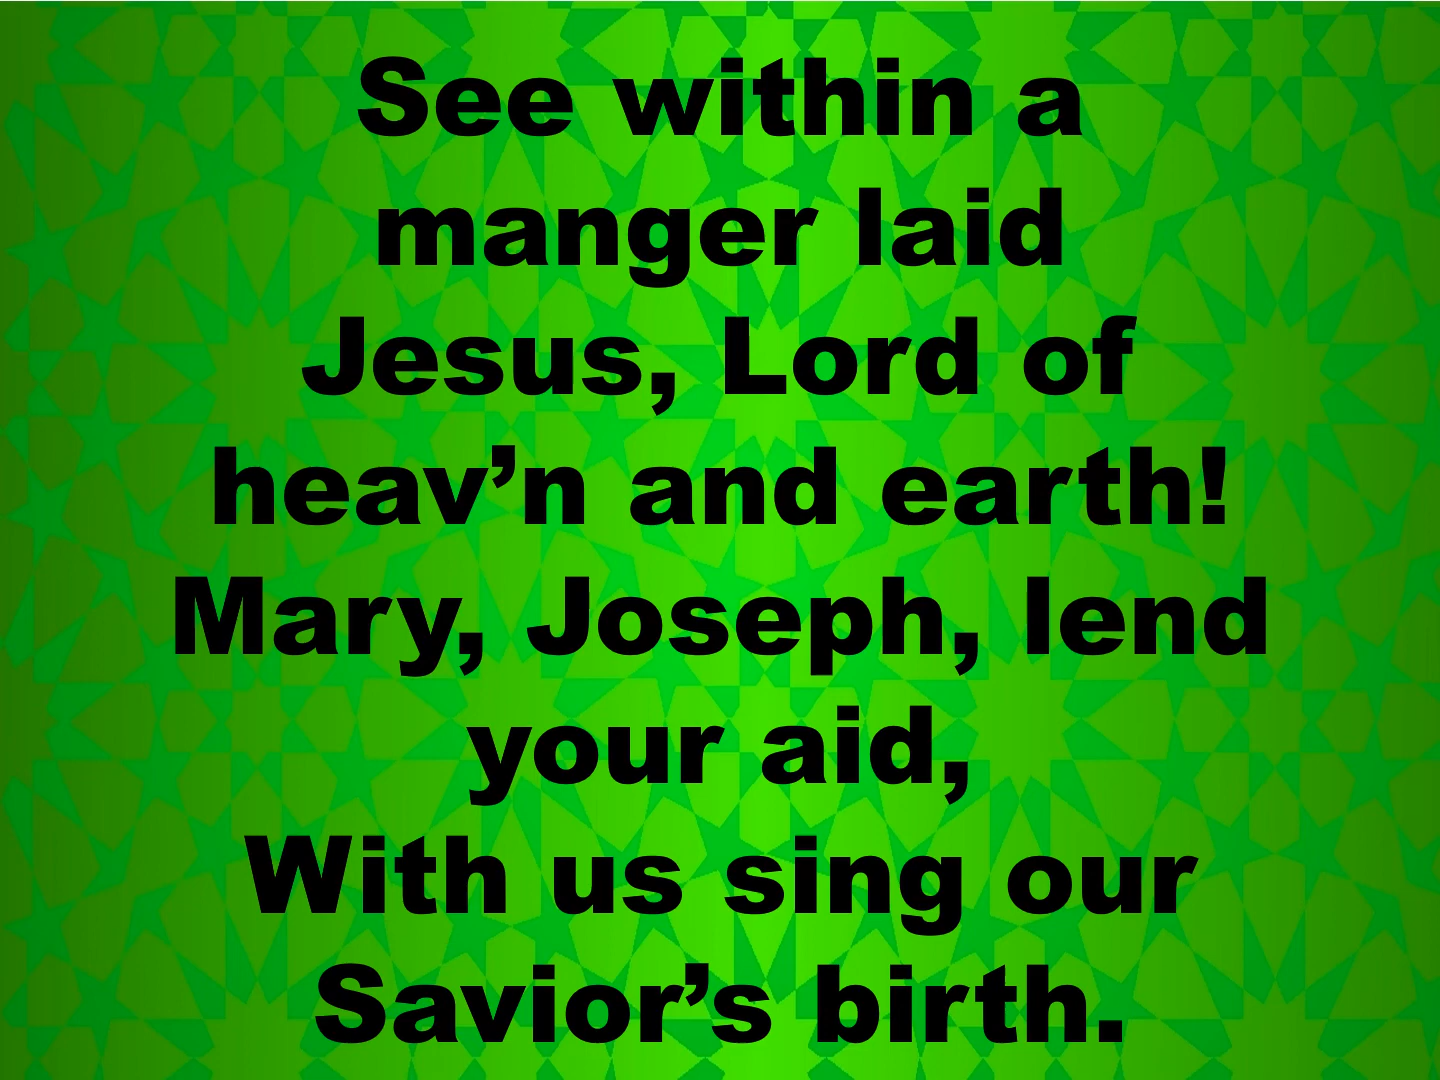 See within a
manger laid
Jesus, Lord of
heav’n and earth!
Mary, Joseph, lend
your aid,
With us sing our
Savior’s birth.